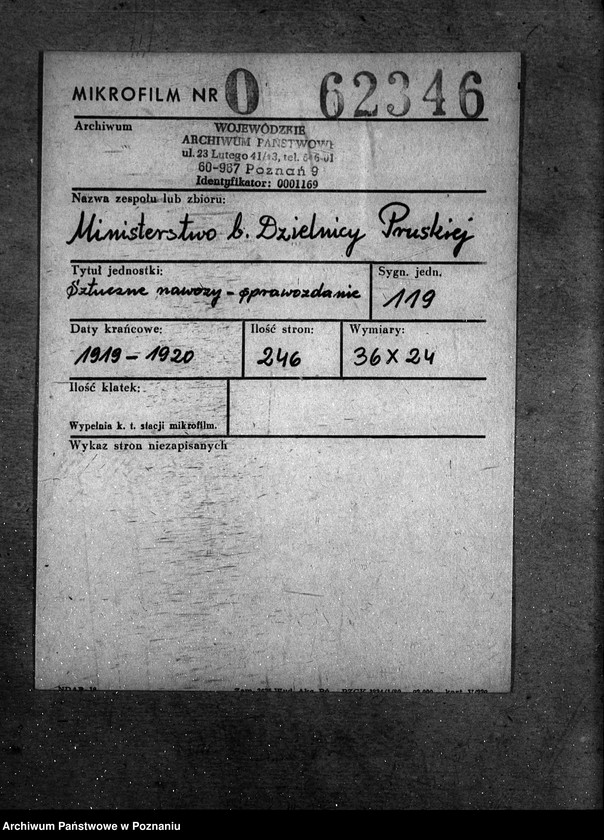 MIKROFILM NR 0 62346
Archiwum
WOJEWÓDZKIE
ARCHIWUM PAŃSTWOWE
ul. 23 Lutego 41/43, tel.
60-967 Poznań 9
Identyfikator: 0001169
Nazwa zespołu lub zbioru:
Ministerstwo b. Dzielnicy Pruskiej
Tytuł jednostki:
Sygn. jedn.
Sztuczne nawozy - sprawozdanie
119
Daty krańcowe:
Ilość stron:
Wymiary:
1919 - 1920
246
36 x 24
Ilość klatek:
Wypełnia k. t. stacji mikrofilm.
Wykaz stron niezapisanych
Archiwum Państwowe w Poznaniu